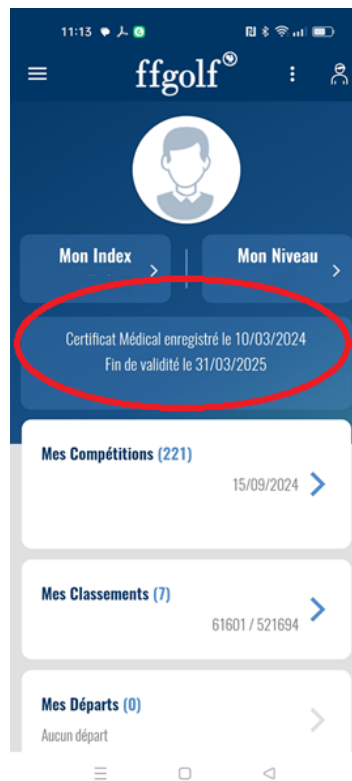 11:13
ffgolf®
Mon Index
Mon Niveau
Certificat Médical enregistré le 10/03/2024
Fin de validité le 31/03/2025
Mes Compétitions (221)
15/09/2024
Mes Classements (7)
61601 / 521694
Mes Départs (0)
Aucun départ